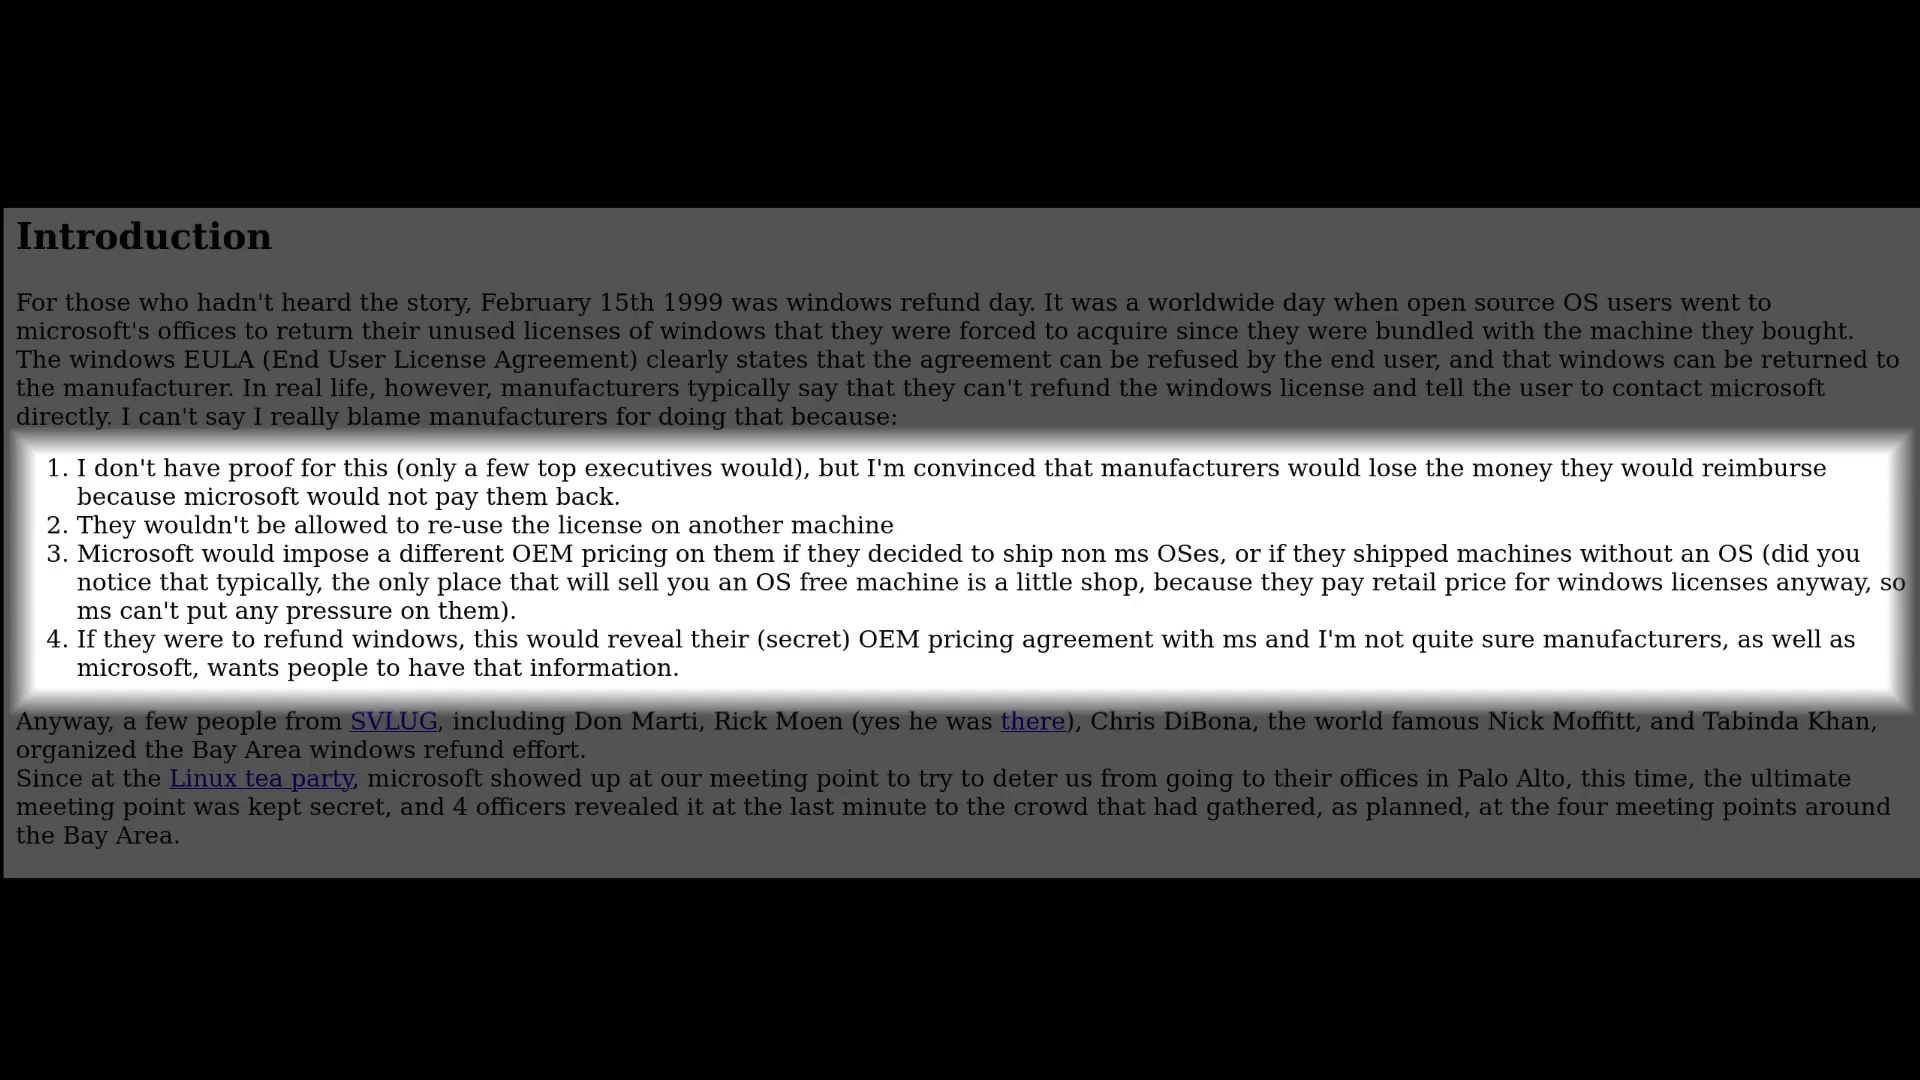 Introduction
For those who hadn't heard the story, February 15th 1999 was windows refund day. It was a worldwide day when open source OS users went to
microsoft's offices to return their unused licenses of windows that they were forced to acquire since they were bundled with the machine they bought.
The windows EULA (End User License Agreement) clearly states that the agreement can be refused by the end user, and that windows can be returned to
the manufacturer. In real life, however, manufacturers typically say that they can't refund the windows license and tell the user to contact microsoft
directly. I can't say I really blame manufacturers for doing that because:
1. I don't have proof for this (only a few top executives would), but I'm convinced that manufacturers would lose the money they would reimburse
because microsoft would not pay them back.
2. They wouldn't be allowed to re-use the license on another machine
3. Microsoft would impose a different OEM pricing on them if they decided to ship non ms OSes, or if they shipped machines without an OS (did you
notice that typically, the only place that will sell you an OS free machine is a little shop, because they pay retail price for windows licenses anyway, so
ms can't put any pressure on them).
4. If they were to refund windows, this would reveal their (secret) OEM pricing agreement with ms and I'm not quite sure manufacturers, as well as
microsoft, wants people to have that information.
Anyway, a few people from SVLUG, including Don Marti, Rick Moen (yes he was there), Chris DiBona, the world famous Nick Moffitt, and Tabinda Khan,
organized the Bay Area windows refund effort.
Since at the Linux tea party, microsoft showed up at our meeting point to try to deter us from going to their offices in Palo Alto, this time, the ultimate
meeting point was kept secret, and 4 officers revealed it at the last minute to the crowd that had gathered, as planned, at the four meeting points around
the Bay Area.